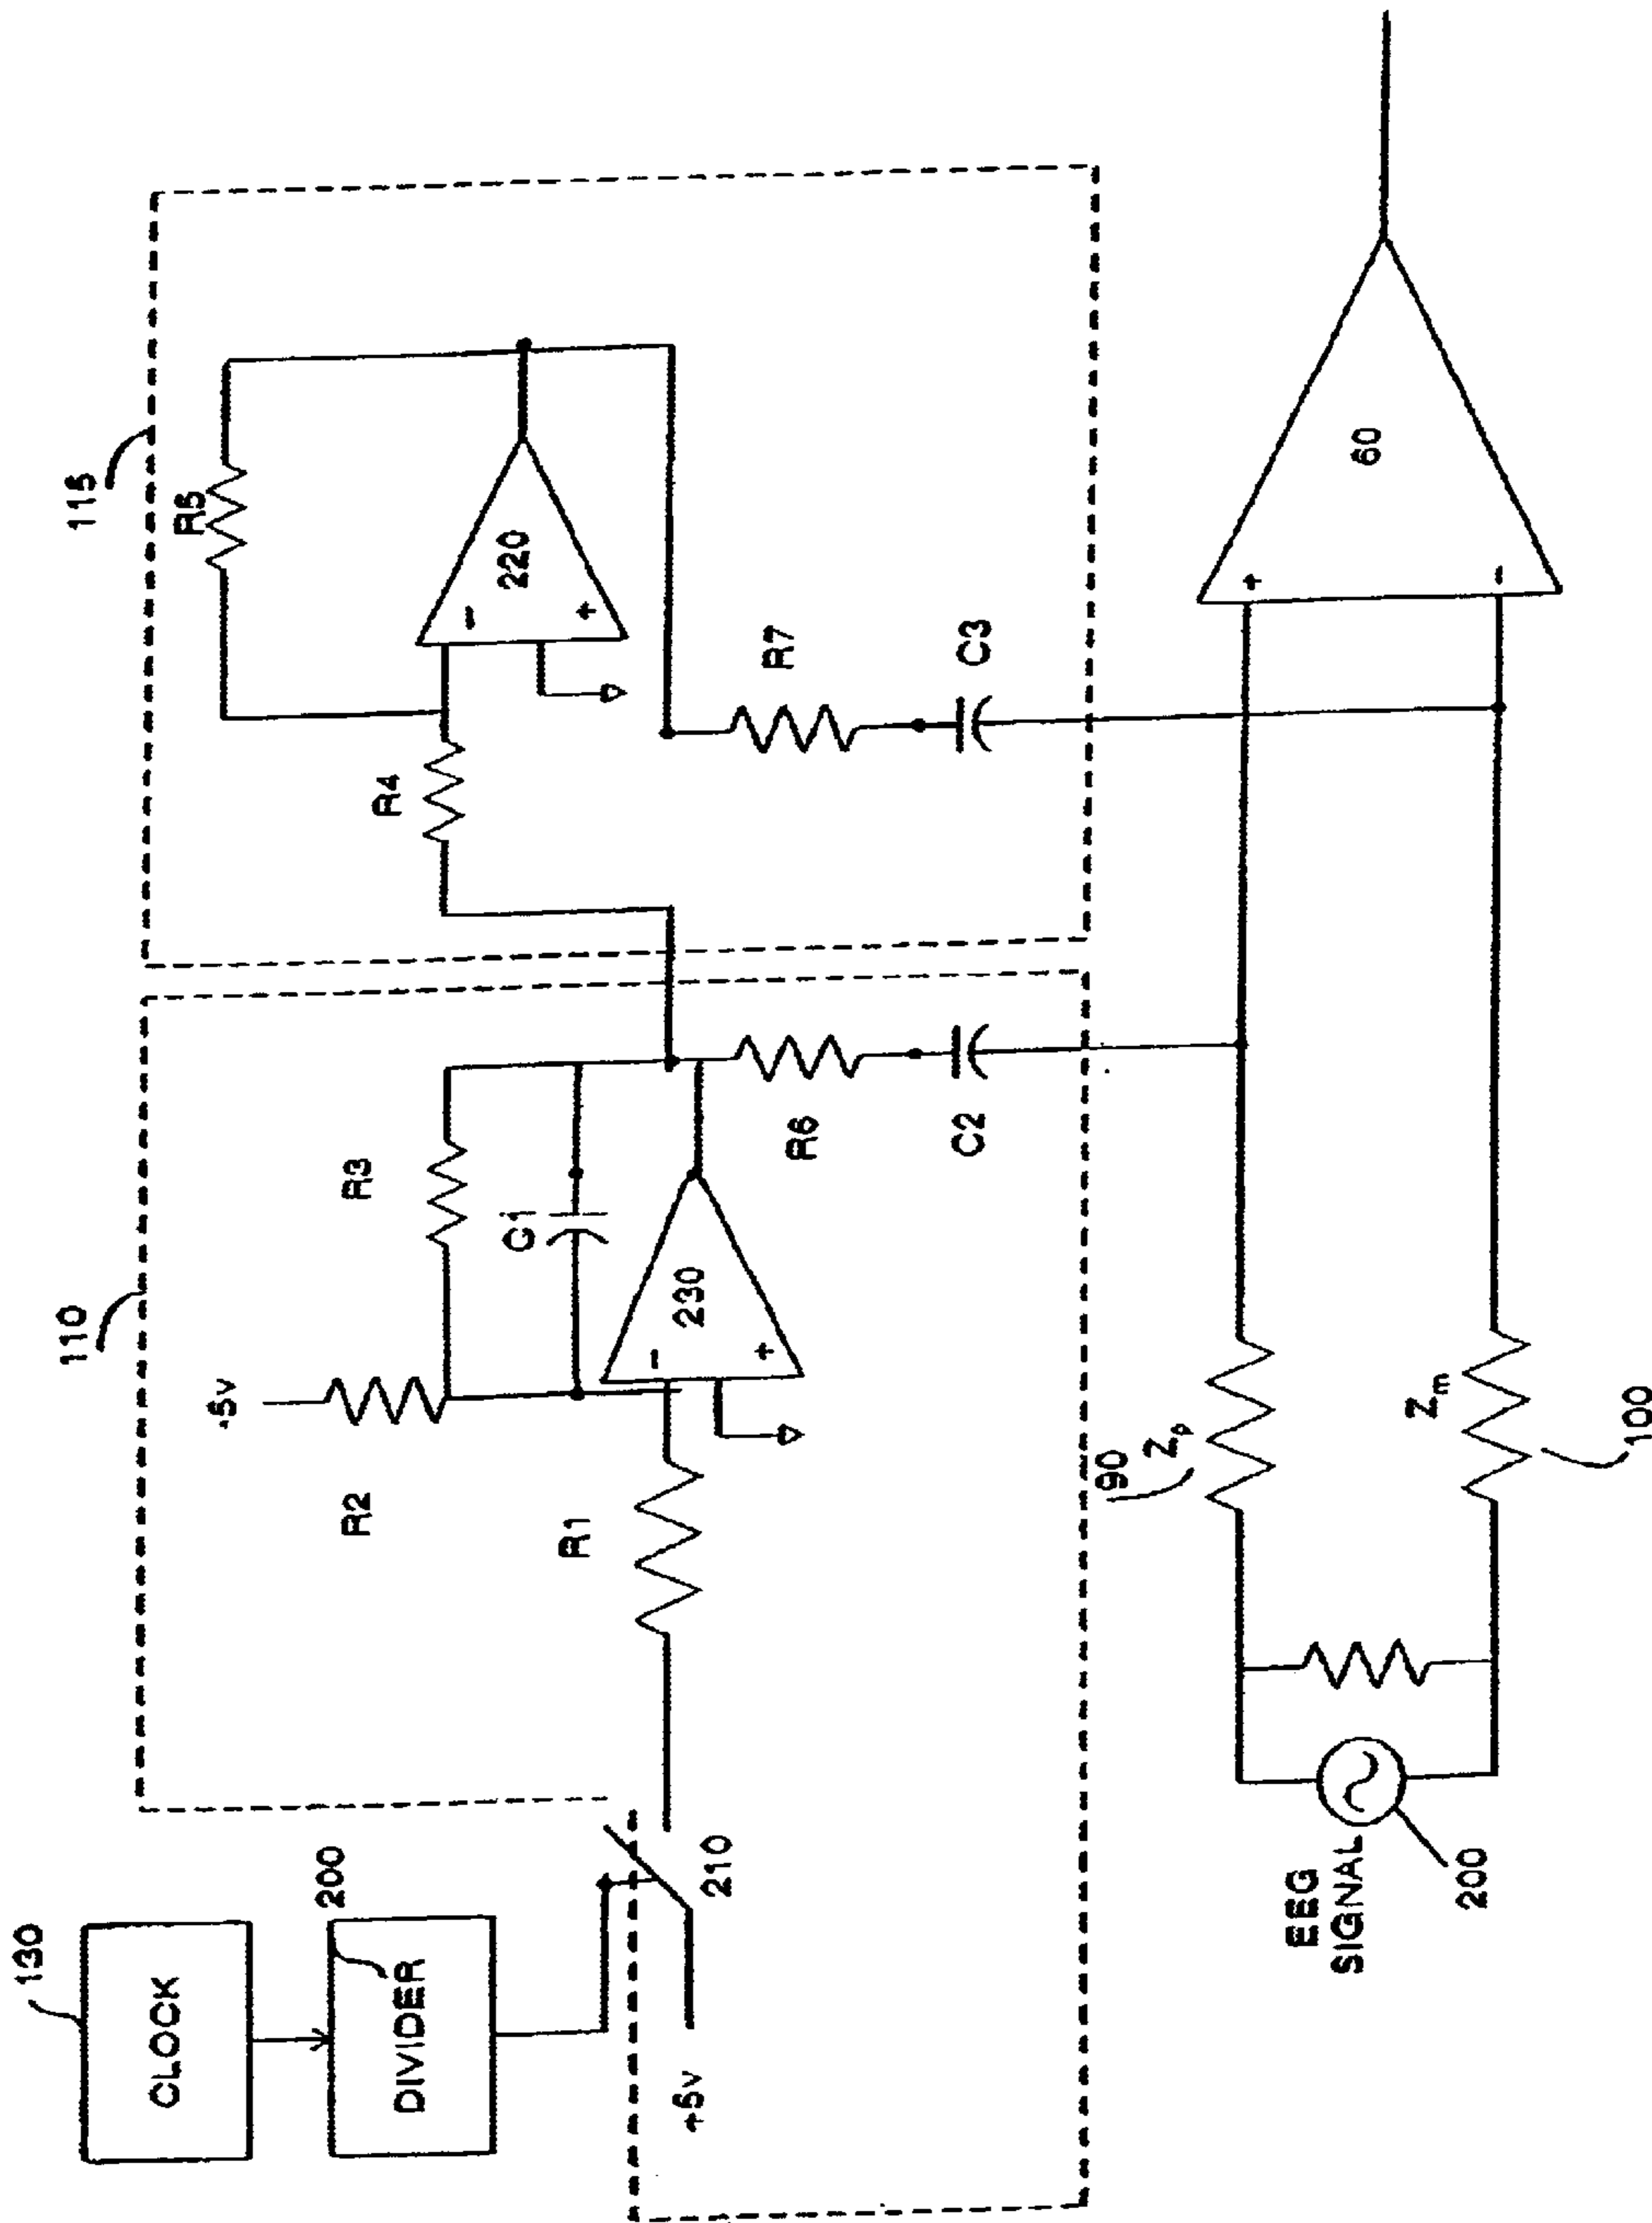 130
CLOCK
200
DIVIDER
+5v
210
110
-5v
R2
R3
C1
R1
230
-
+
R6
C2
115
R5
R4
220
-
+
R7
C3
90
Zp
Zm
100
EEG
SIGNAL
200
60
+
-